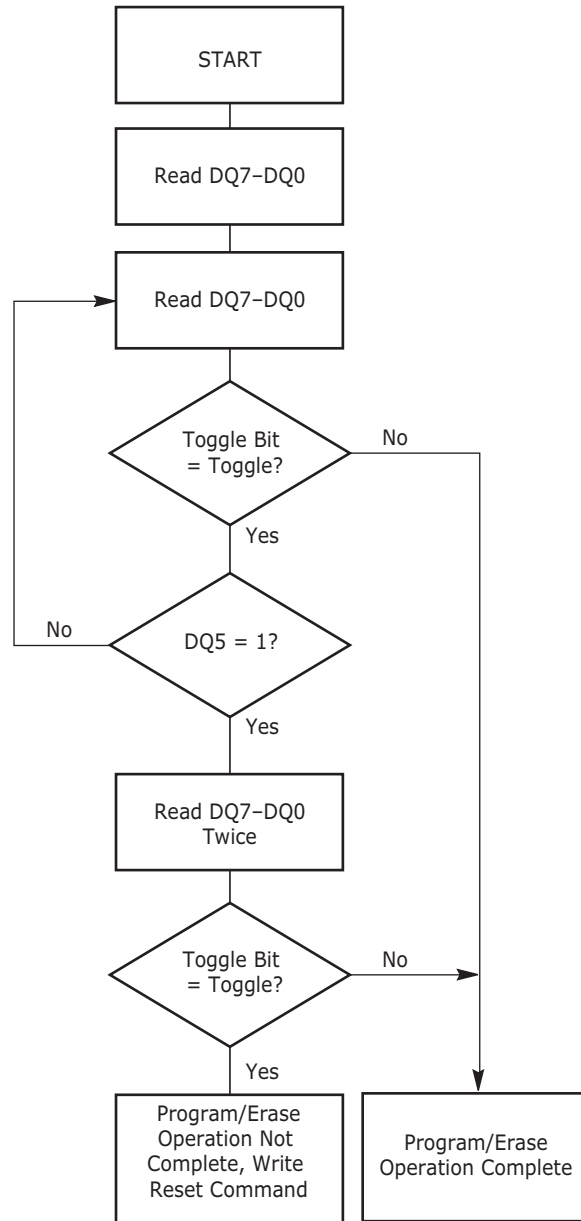 START
Read DQ7–DQ0
Read DQ7–DQ0
Toggle Bit
= Toggle?
No
Yes
No
DQ5 = 1?
Yes
Read DQ7–DQ0
Twice
Toggle Bit
= Toggle?
No
Yes
Program/Erase
Operation Not
Complete, Write
Reset Command
Program/Erase
Operation Complete